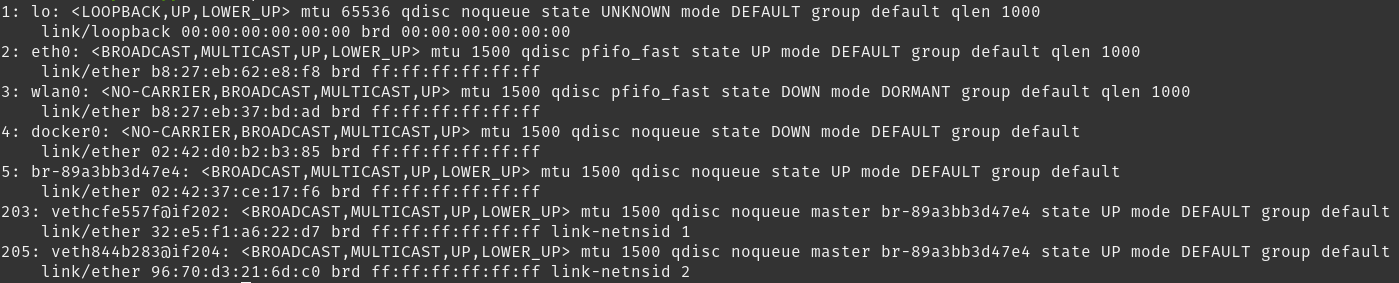 1: lo: <LOOPBACK,UP,LOWER_UP> mtu 65536 qdisc noqueue state UNKNOWN mode DEFAULT group default qlen 1000
    link/loopback 00:00:00:00:00:00 brd 00:00:00:00:00:00
2: eth0: <BROADCAST,MULTICAST,UP,LOWER_UP> mtu 1500 qdisc pfifo_fast state UP mode DEFAULT group default qlen 1000
    link/ether b8:27:eb:62:e8:f8 brd ff:ff:ff:ff:ff:ff
3: wlan0: <NO-CARRIER,BROADCAST,MULTICAST,UP> mtu 1500 qdisc pfifo_fast state DOWN mode DORMANT group default qlen 1000
    link/ether b8:27:eb:37:bd:ad brd ff:ff:ff:ff:ff:ff
4: docker0: <NO-CARRIER,BROADCAST,MULTICAST,UP> mtu 1500 qdisc noqueue state DOWN mode DEFAULT group default
    link/ether 02:42:d0:b2:b3:85 brd ff:ff:ff:ff:ff:ff
5: br-89a3bb3d47e4: <BROADCAST,MULTICAST,UP,LOWER_UP> mtu 1500 qdisc noqueue state UP mode DEFAULT group default
    link/ether 02:42:37:ce:17:f6 brd ff:ff:ff:ff:ff:ff
203: vethcfe557f@if202: <BROADCAST,MULTICAST,UP,LOWER_UP> mtu 1500 qdisc noqueue master br-89a3bb3d47e4 state UP mode DEFAULT group default
    link/ether 32:e5:f1:a6:22:d7 brd ff:ff:ff:ff:ff:ff link-netnsid 1
205: veth844b283@if204: <BROADCAST,MULTICAST,UP,LOWER_UP> mtu 1500 qdisc noqueue master br-89a3bb3d47e4 state UP mode DEFAULT group default
    link/ether 96:70:d3:21:6d:c0 brd ff:ff:ff:ff:ff:ff link-netnsid 2